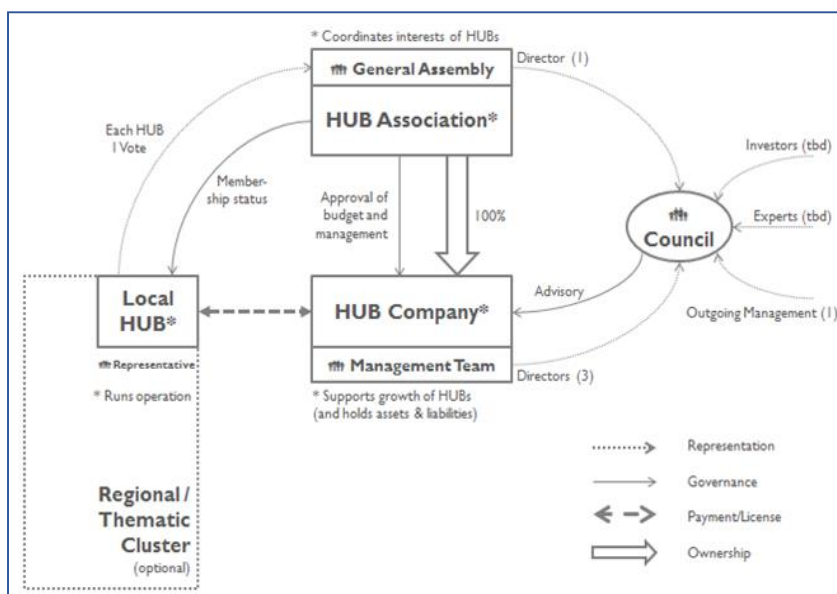 * Coordinates interests of HUBs
General Assembly
Director (1)
HUB Association*
Each HUB
1 Vote
Member-
ship status
Approval of
budget and
management
100%
Investors (tbd)
Experts (tbd)
Council
Outgoing Management (1)
Local
HUB*
HUB Company*
Advisory
Representative
Management Team
Directors (3)
* Runs operation
* Supports growth of HUBs
(and holds assets & liabilities)
Regional /
Thematic
Cluster
(optional)
Representation
Governance
Payment/License
Ownership